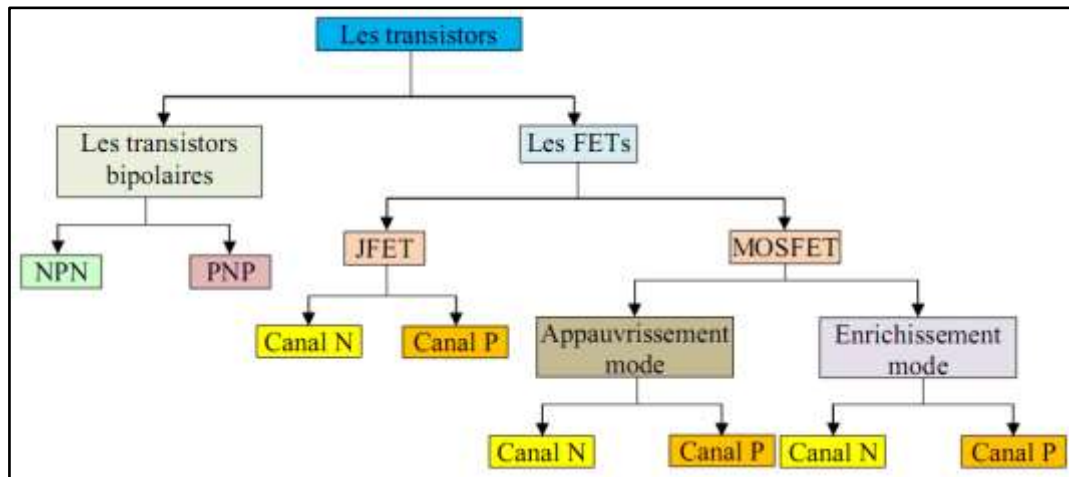 Les transistors
Les transistors
bipolaires
Les FETs
NPN
PNP
JFET
MOSFET
Canal N
Canal P
Appauvrissement
mode
Enrichissement
mode
Canal N
Canal P
Canal N
Canal P